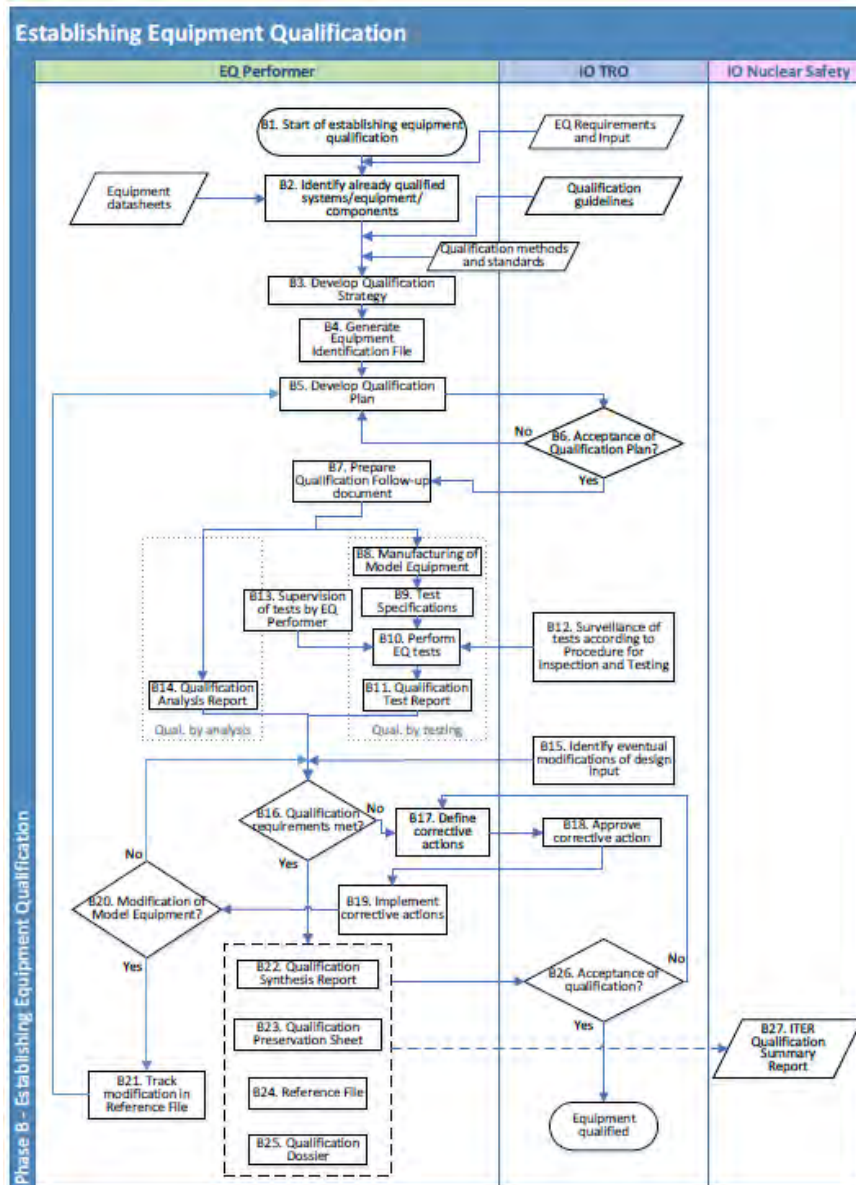 Establishing Equipment Qualification
EQ Performer
IO TRO
IO Nuclear Safety
B1. Start of establishing equipment
qualification
EQ Requirements
and Input
Equipment
datasheets
B2. Identify already qualified
systems/equipment/
components
Qualification
guidelines
Qualification methods
and standards
B3. Develop Qualification
Strategy
B4. Generate
Equipment
Identification File
B5. Develop Qualification
Plan
No
B6. Acceptance of
Qualification Plan?
Yes
B7. Prepare
Qualification Follow-up
document
B8. Manufacturing of
Model Equipment
B13. Supervision
of tests by EQ
Performer
B9. Test
Specifications
B10. Perform
EQ tests
B12. Surveillance of
tests according to
Procedure for
Inspection and Testing
B14. Qualification
Analysis Report
B11. Qualification
Test Report
Qual. by analysis
Qual. by testing
B15. Identify eventual
modifications of design
input
B16. Qualification
requirements met?
No
Yes
B17. Define
corrective
actions
B18. Approve
corrective action
No
B20. Modification of
Model Equipment?
Yes
B19. Implement
corrective actions
B22. Qualification
Synthesis Report
B26. Acceptance of
qualification?
No
Yes
B23. Qualification
Preservation Sheet
B27. ITER
Qualification
Summary
Report
B21. Track
modification in
Reference File
B24. Reference File
Equipment
qualified
B25. Qualification
Dossier
Phase B - Establishing Equipment Qualification